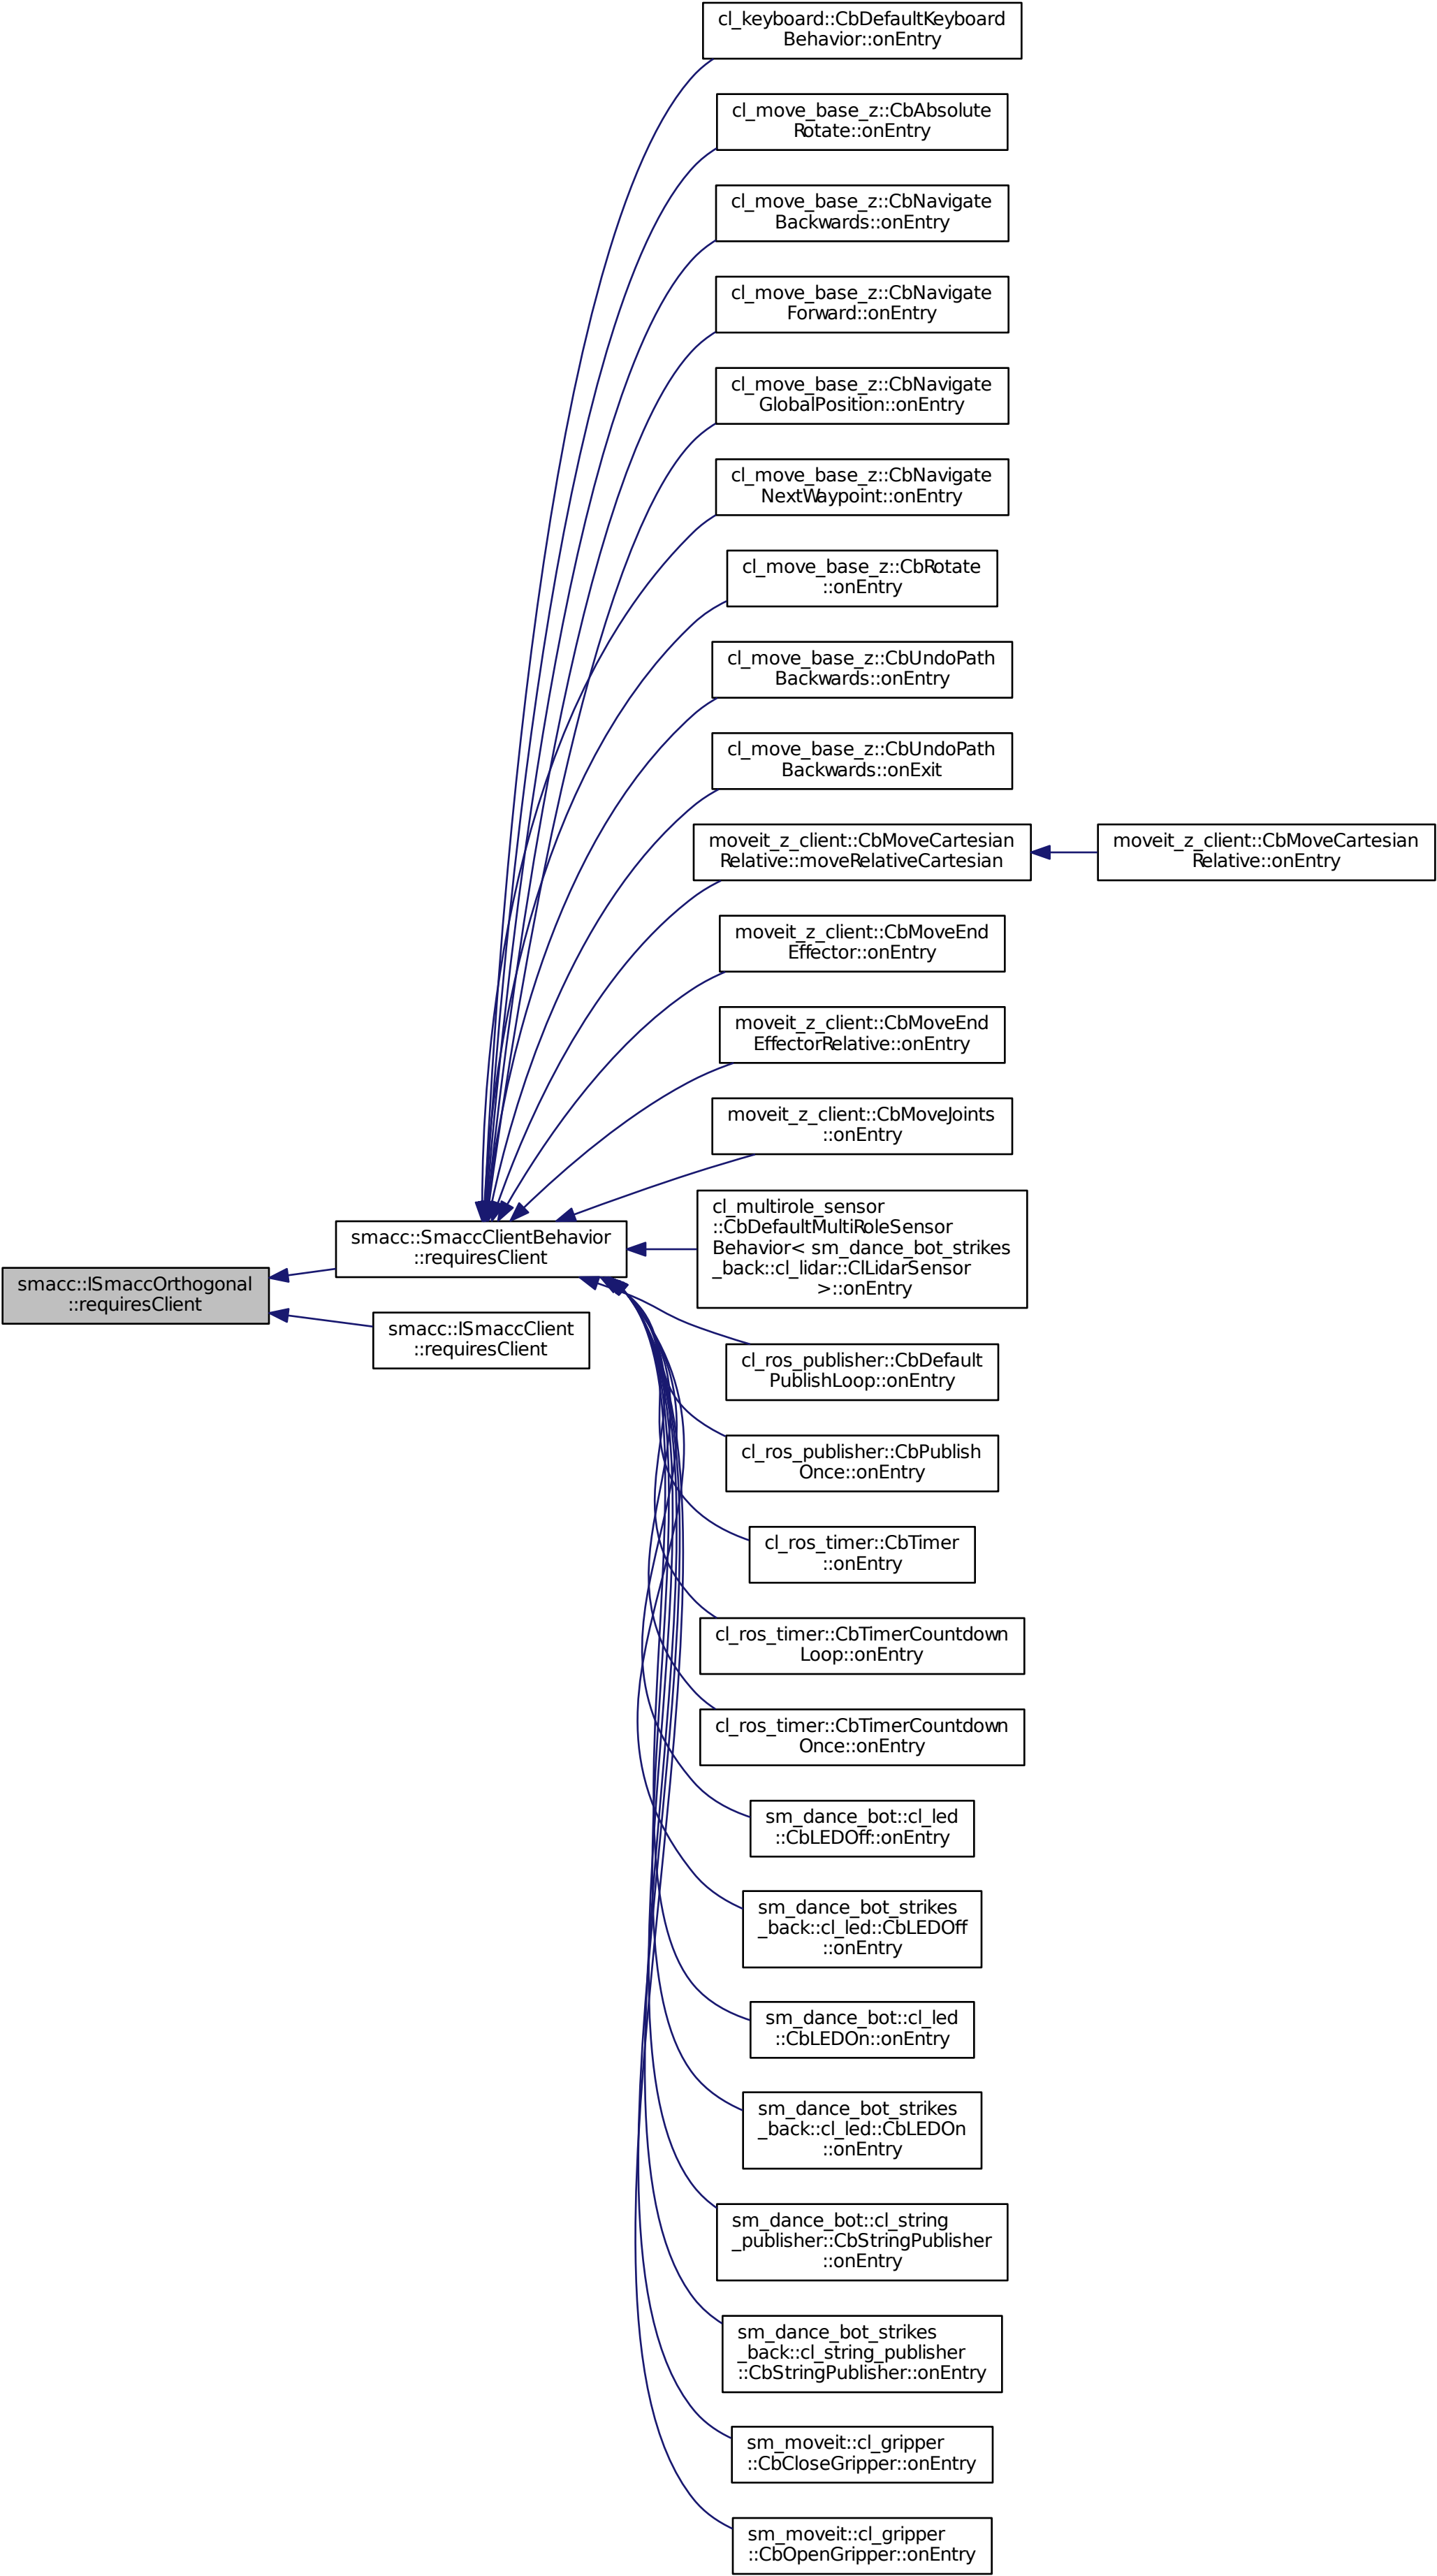 cl_keyboard::CbDefaultKeyboard
Behavior::onEntry
cl_move_base_z::CbAbsolute
Rotate::onEntry
cl_move_base_z::CbNavigate
Backwards::onEntry
cl_move_base_z::CbNavigate
Forward::onEntry
cl_move_base_z::CbNavigate
GlobalPosition::onEntry
cl_move_base_z::CbNavigate
NextWaypoint::onEntry
cl_move_base_z::CbRotate
::onEntry
cl_move_base_z::CbUndoPath
Backwards::onEntry
cl_move_base_z::CbUndoPath
Backwards::onExit
moveit_z_client::CbMoveCartesian
Relative::moveRelativeCartesian
moveit_z_client::CbMoveCartesian
Relative::onEntry
moveit_z_client::CbMoveEnd
Effector::onEntry
moveit_z_client::CbMoveEnd
EffectorRelative::onEntry
moveit_z_client::CbMoveJoints
::onEntry
smacc::ISmaccOrthogonal
::requiresClient
smacc::SmaccClientBehavior
::requiresClient
smacc::ISmaccClient
::requiresClient
cl_multirole_sensor
::CbDefaultMultiRoleSensor
Behavior< sm_dance_bot_strikes
_back::cl_lidar::ClLidarSensor
>::onEntry
cl_ros_publisher::CbDefault
PublishLoop::onEntry
cl_ros_publisher::CbPublish
Once::onEntry
cl_ros_timer::CbTimer
::onEntry
cl_ros_timer::CbTimerCountdown
Loop::onEntry
cl_ros_timer::CbTimerCountdown
Once::onEntry
sm_dance_bot::cl_led
::CbLEDOff::onEntry
sm_dance_bot_strikes
_back::cl_led::CbLEDOff
::onEntry
sm_dance_bot::cl_led
::CbLEDOn::onEntry
sm_dance_bot_strikes
_back::cl_led::CbLEDOn
::onEntry
sm_dance_bot::cl_string
_publisher::CbStringPublisher
::onEntry
sm_dance_bot_strikes
_back::cl_string_publisher
::CbStringPublisher::onEntry
sm_moveit::cl_gripper
::CbCloseGripper::onEntry
sm_moveit::cl_gripper
::CbOpenGripper::onEntry